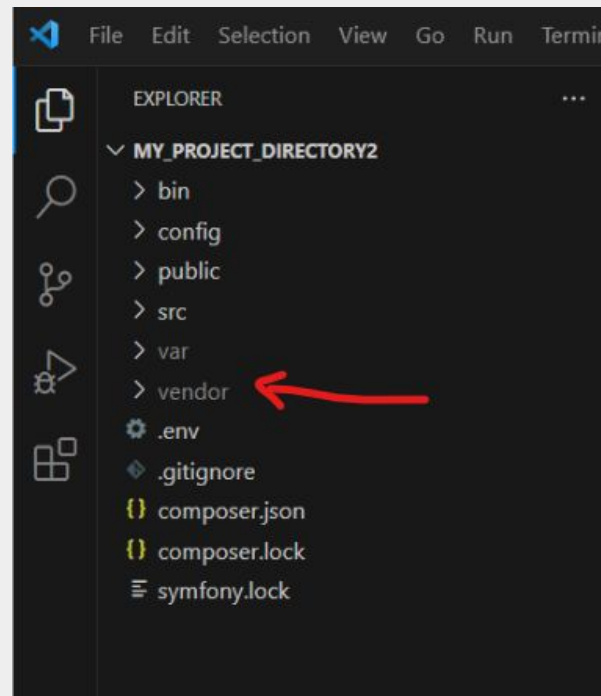 File Edit Selection View Go Run Termin
EXPLORER ...
MY_PROJECT_DIRECTORY2
bin
config
public
src
var
vendor
.env
.gitignore
{} composer.json
{} composer.lock
symfony.lock